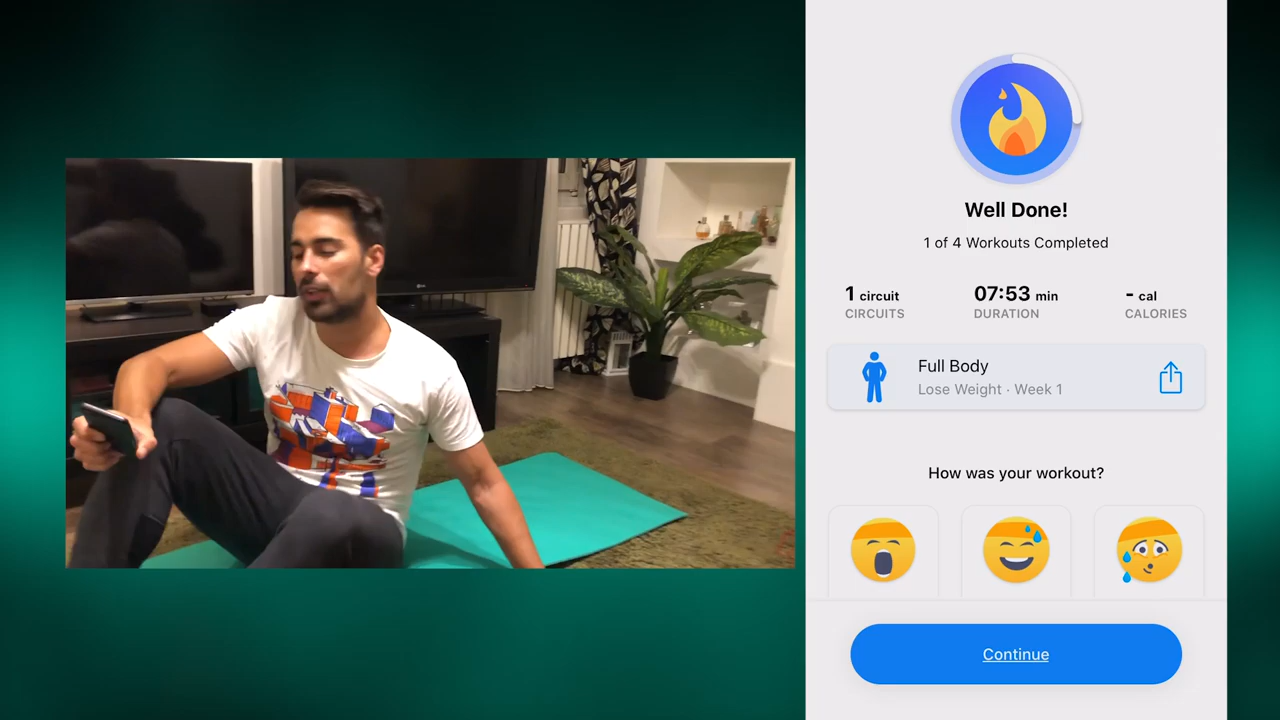 Well Done!
1 of 4 Workouts Completed
1 circuit
CIRCUITS
07:53 min
DURATION
- cal
CALORIES
Full Body
Lose Weight · Week 1
How was your workout?
Continue